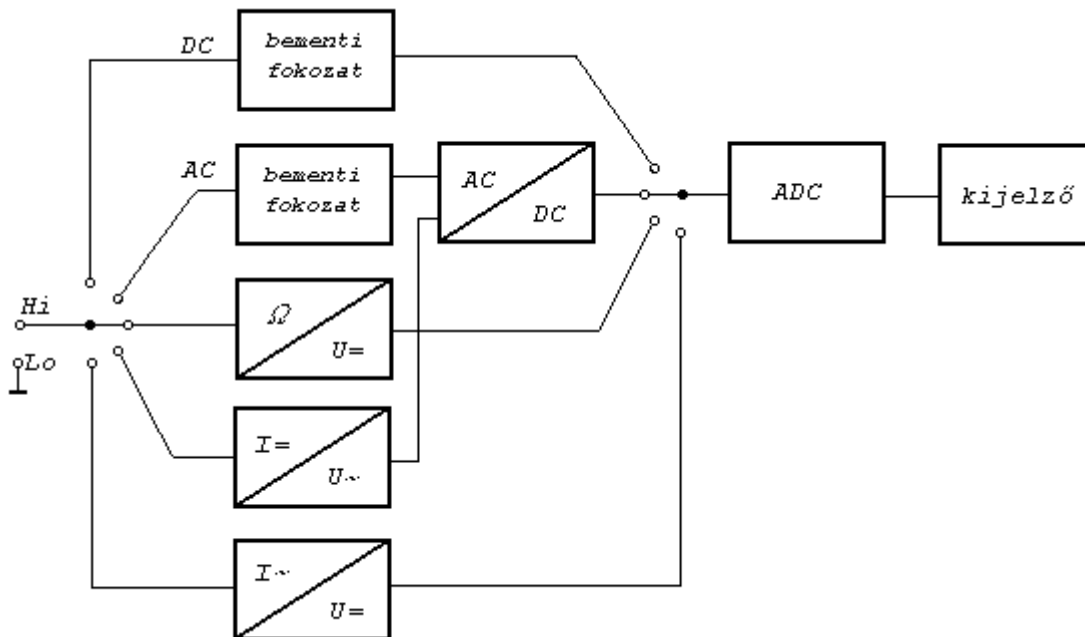 DC
bementi
fokozat
AC
bementi
fokozat
AC
DC
ADC
kijelző
Hi
Lo
Ω
U=
I=
U~
I~
U=